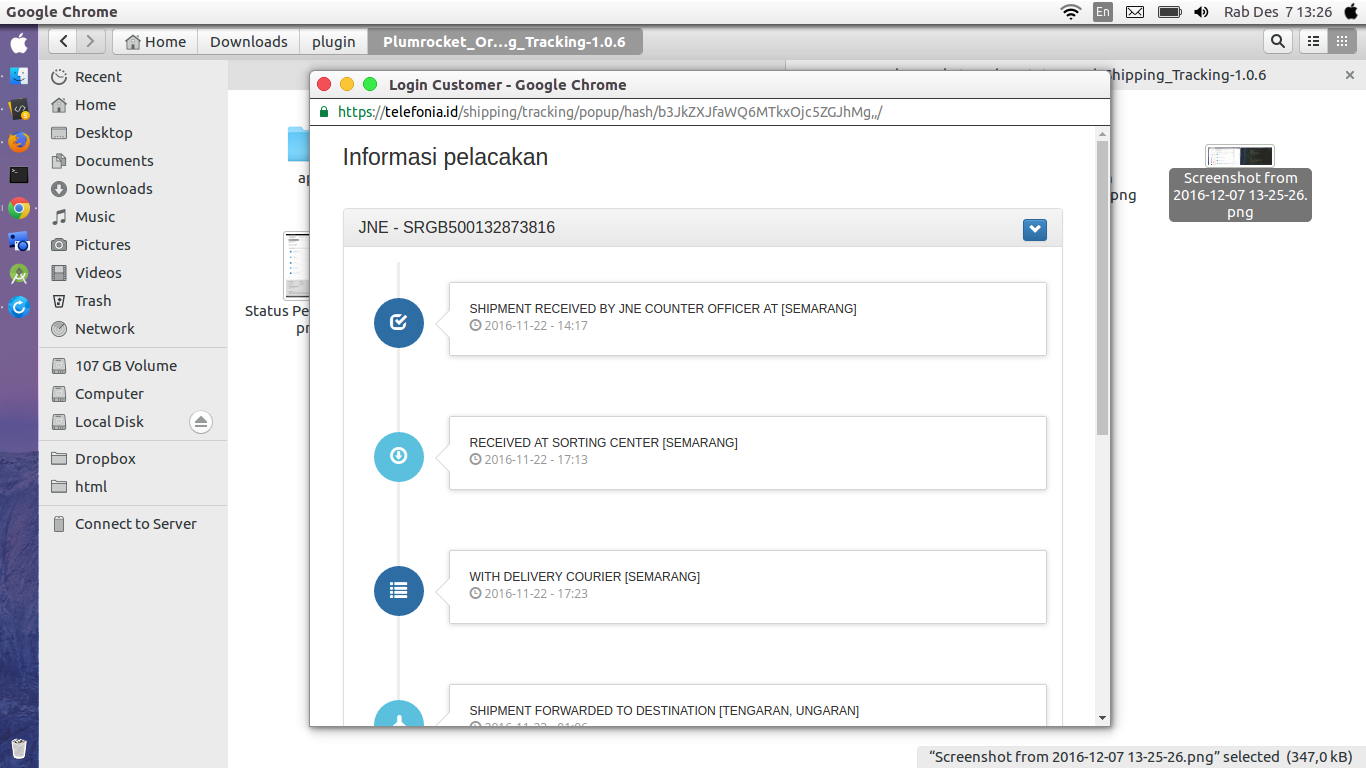 Google Chrome
En
Rab Des 7 13:26
Home
Downloads
plugin
Plumrocket_Or...g_Tracking-1.0.6
Recent
Home
Desktop
Documents
Downloads
Music
Pictures
Videos
Trash
Network
107 GB Volume
Computer
Local Disk
Dropbox
html
Connect to Server
hipping_Tracking-1.0.6
ap
Status Pe
pr
png
Screenshot from
2016-12-07 13-25-26.
png
Login Customer - Google Chrome
https://telefonia.id/shipping/tracking/popup/hash/b3JkZXJfaWQ6MTkxOjc5ZGJhMg,,/
Informasi pelacakan
JNE - SRGB500132873816
SHIPMENT RECEIVED BY JNE COUNTER OFFICER AT [SEMARANG]
2016-11-22 - 14:17
RECEIVED AT SORTING CENTER [SEMARANG]
2016-11-22 - 17:13
WITH DELIVERY COURIER [SEMARANG]
2016-11-22 - 17:23
SHIPMENT FORWARDED TO DESTINATION [TENGARAN, UNGARAN]
“Screenshot from 2016-12-07 13-25-26.png” selected (347,0 kB)